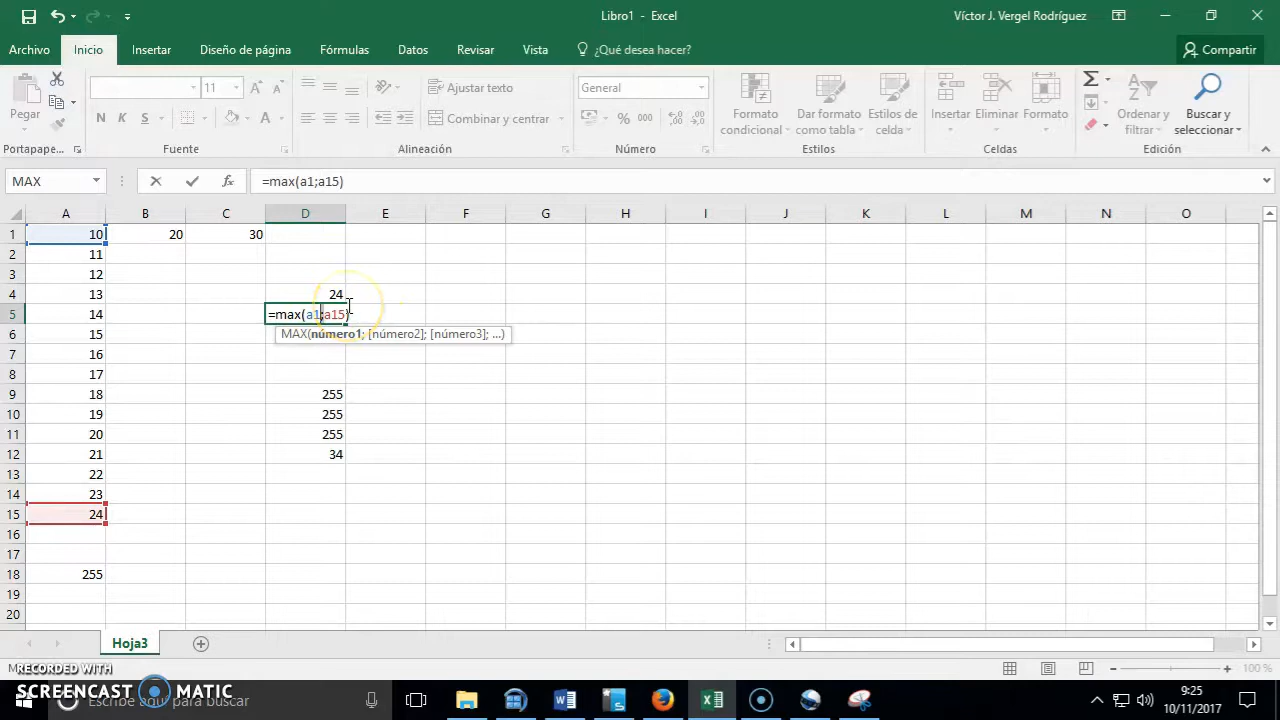 Libro1 - Excel
Víctor J. Vergel Rodríguez
Archivo Inicio Insertar Diseño de página Fórmulas Datos Revisar Vista ¿Qué desea hacer? Compartir
Pegar
11
N K S
A A
Ajustar texto
Combinar y centrar
General
% 000
Formato condicional
Dar formato como tabla
Estilos de celda
Insertar Eliminar Formato
Σ
Ordenar y filtrar
Buscar y seleccionar
Portapape... Fuente Alineación Número Estilos Celdas Edición
MAX fx =max(a1;a15)
A B C D E F G H I J K L M N O
1 10 20 30
2 11
3 12
4 13 24
5 14 =max(a1;a15)
MAX(número1; [número2]; [número3]; ...)
6 15
7 16
8 17
9 18 255
10 19 255
11 20 255
12 21 34
13 22
14 23
15 24
16
17
18 255
19
20
Hoja3
RECORDED WITH
100 %
SCREENCAST MATIC
Escribe aquí para buscar
9:25
10/11/2017